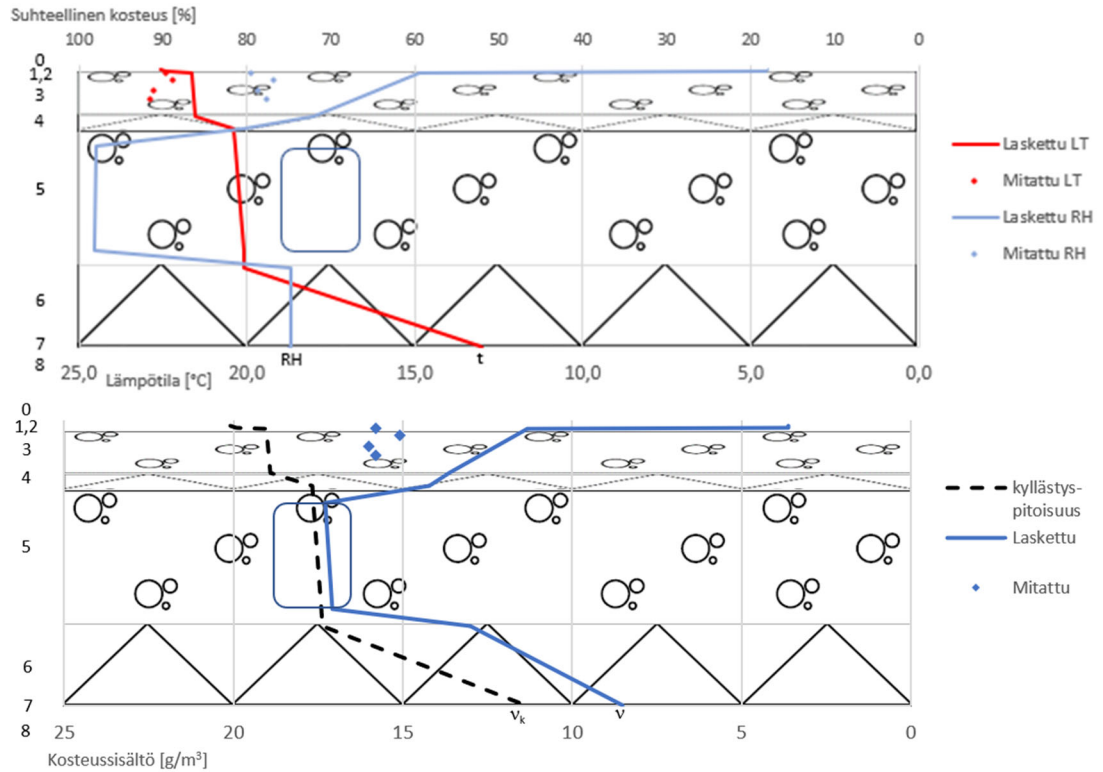 Suhteellinen kosteus [%]
100 90 80 70 60 50 40 30 20 10 0
0
1,2
3
4
5
6
7
8
Laskettu LT
Mitattu LT
Laskettu RH
Mitattu RH
RH t
25,0 20,0 15,0 10,0 5,0 0,0
Lämpötila [°C]
0
1,2
3
4
5
6
7
8
kyllästys-
pitoisuus
Laskettu
Mitattu
νk ν
25 20 15 10 5 0
Kosteussisältö [g/m³]